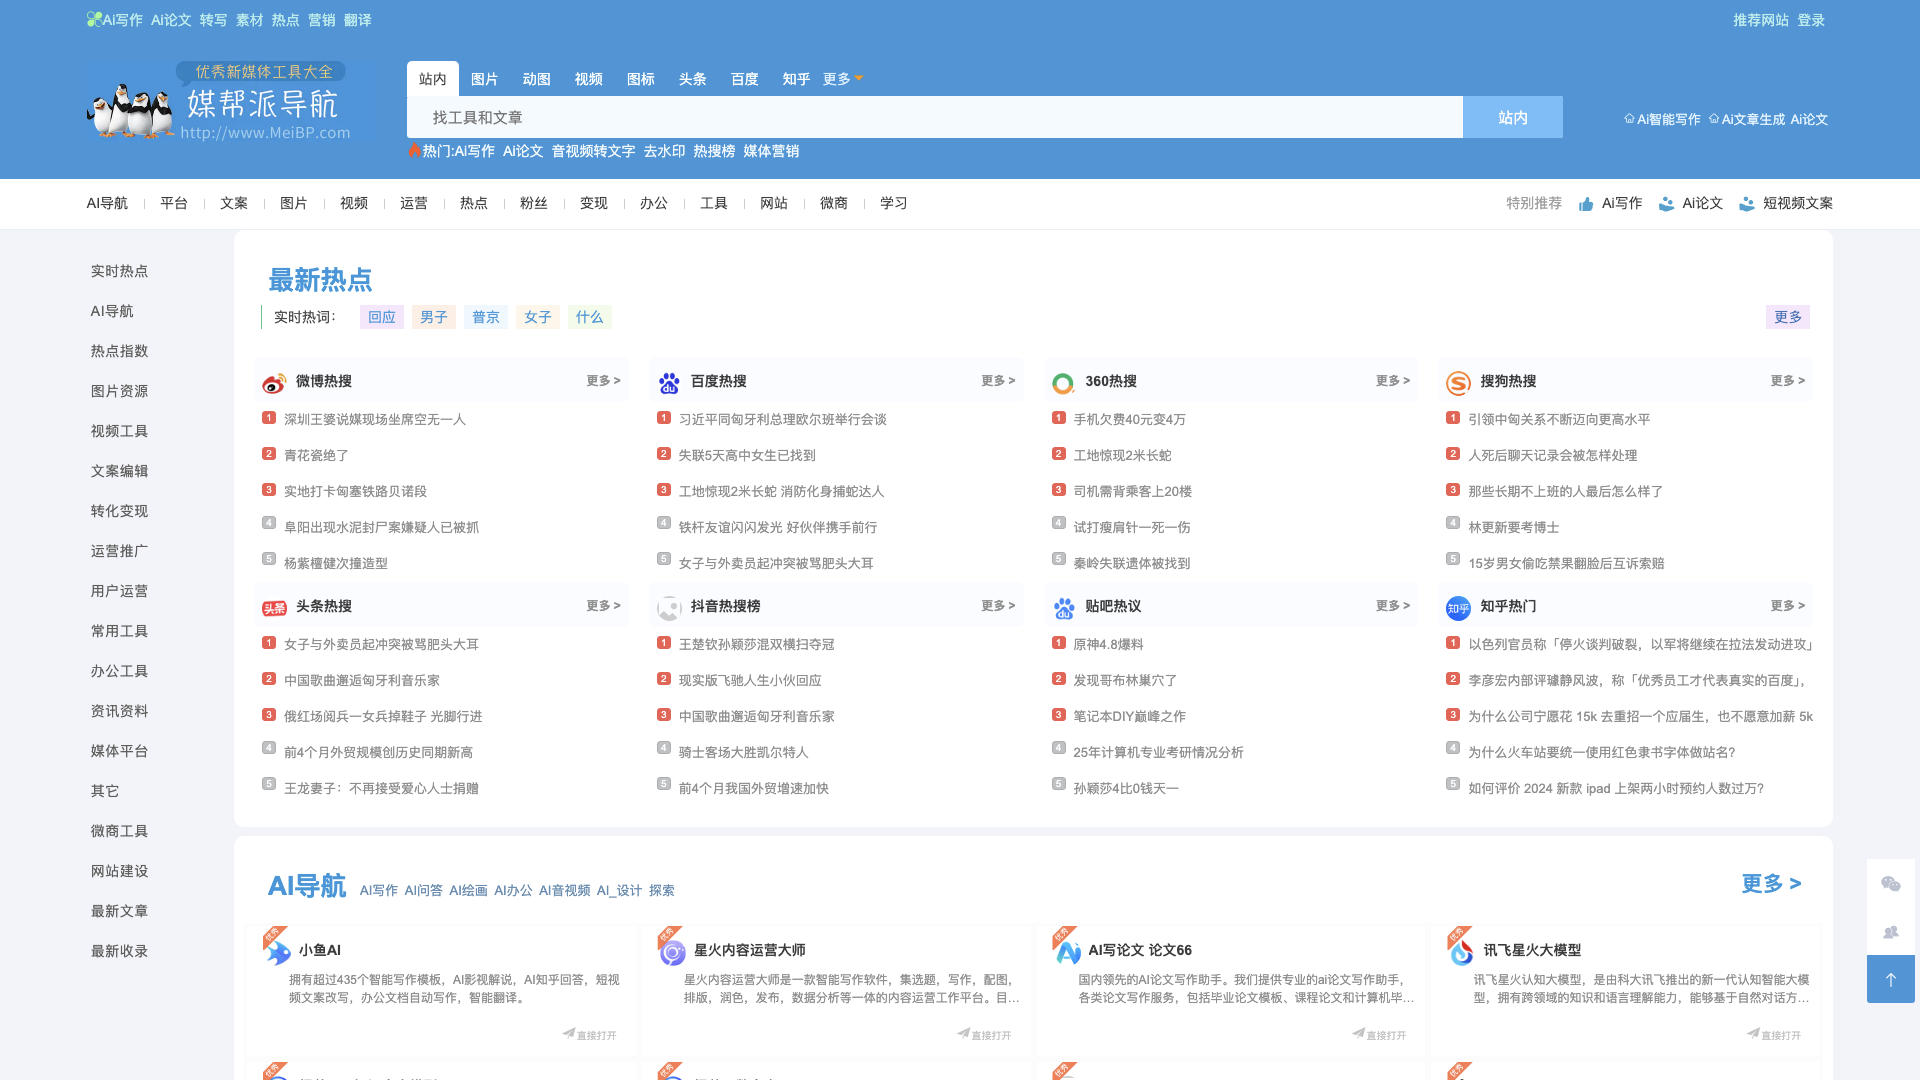 Ai写作 Ai论文 转写 素材 热点 营销 翻译
推荐网站 登录
优秀新媒体工具大全
媒帮派导航
http://www.MeiBP.com
站内 图片 动图 视频 图标 头条 百度 知乎 更多
找工具和文章
站内
热门:Ai写作 Ai论文 音视频转文字 去水印 热搜榜 媒体营销
Ai智能写作 Ai文章生成 Ai论文
AI导航 平台 文案 图片 视频 运营 热点 粉丝 变现 办公 工具 网站 微商 学习
特别推荐 Ai写作 Ai论文 短视频文案
实时热点
AI导航
热点指数
图片资源
视频工具
文案编辑
转化变现
运营推广
用户运营
常用工具
办公工具
资讯资料
媒体平台
其它
微商工具
网站建设
最新文章
最新收录
最新热点
实时热词： 回应 男子 普京 女子 什么
更多
微博热搜 更多 >
1 深圳王婆说媒现场坐席空无一人
2 青花瓷绝了
3 实地打卡匈塞铁路贝诺段
4 阜阳出现水泥封尸案嫌疑人已被抓
5 杨紫檀健次撞造型
百度热搜 更多 >
1 习近平同匈牙利总理欧尔班举行会谈
2 失联5天高中女生已找到
3 工地惊现2米长蛇 消防化身捕蛇达人
4 铁杆友谊闪闪发光 好伙伴携手前行
5 女子与外卖员起冲突被骂肥头大耳
360热搜 更多 >
1 手机欠费40元变4万
2 工地惊现2米长蛇
3 司机需背乘客上20楼
4 试打瘦肩针一死一伤
5 秦岭失联遗体被找到
搜狗热搜 更多 >
1 引领中匈关系不断迈向更高水平
2 人死后聊天记录会被怎样处理
3 那些长期不上班的人最后怎么样了
4 林更新要考博士
5 15岁男女偷吃禁果翻脸后互诉索赔
头条热搜 更多 >
1 女子与外卖员起冲突被骂肥头大耳
2 中国歌曲邂逅匈牙利音乐家
3 俄红场阅兵一女兵掉鞋子 光脚行进
4 前4个月外贸规模创历史同期新高
5 王龙妻子：不再接受爱心人士捐赠
抖音热搜榜 更多 >
1 王楚钦孙颖莎混双横扫夺冠
2 现实版飞驰人生小伙回应
3 中国歌曲邂逅匈牙利音乐家
4 骑士客场大胜凯尔特人
5 前4个月我国外贸增速加快
贴吧热议 更多 >
1 原神4.8爆料
2 发现哥布林巢穴了
3 笔记本DIY巅峰之作
4 25年计算机专业考研情况分析
5 孙颖莎4比0钱天一
知乎热门 更多 >
1 以色列官员称「停火谈判破裂，以军将继续在拉法发动进攻」
2 李彦宏内部评璩静风波，称「优秀员工才代表真实的百度」，
3 为什么公司宁愿花 15k 去重招一个应届生，也不愿意加薪 5k
4 为什么火车站要统一使用红色隶书字体做站名？
5 如何评价 2024 新款 ipad 上架两小时预约人数过万？
AI导航 AI写作 AI问答 AI绘画 AI办公 AI音视频 AI_设计 探索
更多 >
优秀
小鱼AI
拥有超过435个智能写作模板，AI影视解说，AI知乎回答，短视
频文案改写，办公文档自动写作，智能翻译。
直接打开
优秀
星火内容运营大师
星火内容运营大师是一款智能写作软件，集选题，写作，配图，
排版，润色，发布，数据分析等一体的内容运营工作平台。目...
直接打开
优秀
AI写论文 论文66
国内领先的AI论文写作助手。我们提供专业的ai论文写作助手，
各类论文写作服务，包括毕业论文模板、课程论文和计算机毕...
直接打开
优秀
讯飞星火大模型
讯飞星火认知大模型，是由科大讯飞推出的新一代认知智能大模
型，拥有跨领域的知识和语言理解能力，能够基于自然对话方...
直接打开
优秀
优秀
优秀
优秀